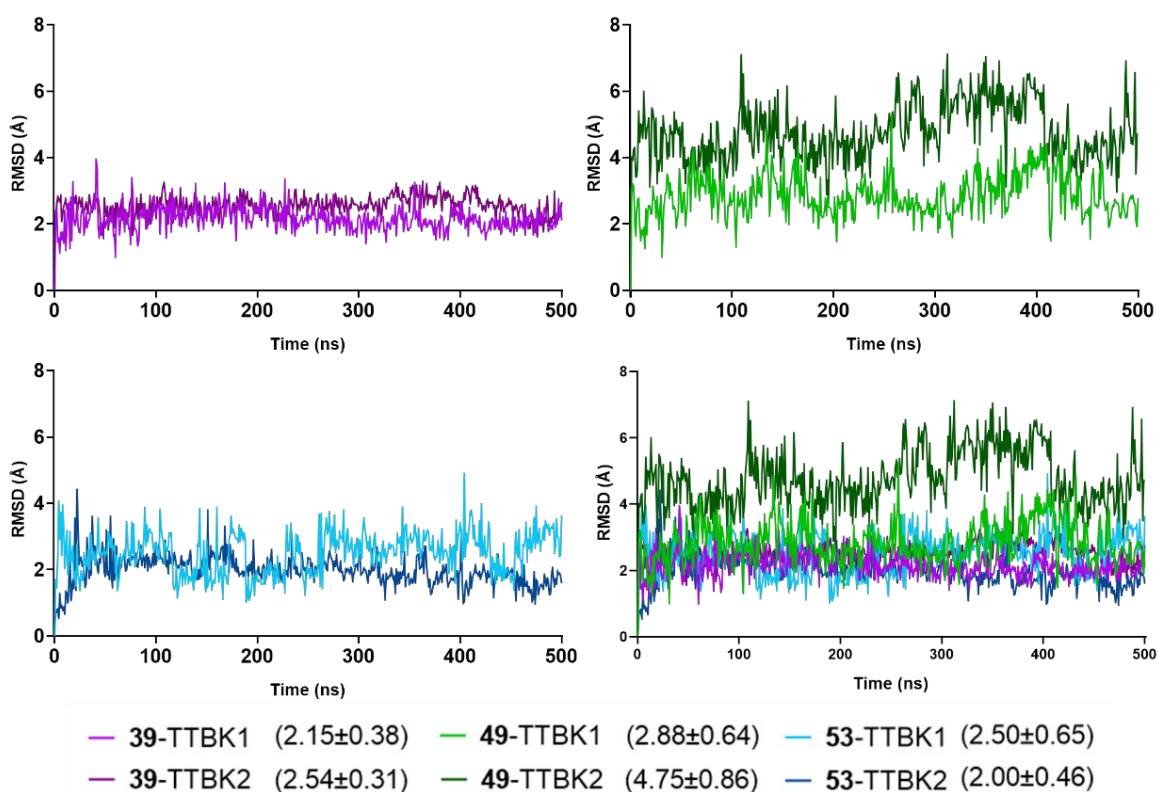 8
6
4
2
0
RMSD (Å)
0 100 200 300 400 500
Time (ns)
8
6
4
2
0
RMSD (Å)
0 100 200 300 400 500
Time (ns)
8
6
4
2
0
RMSD (Å)
0 100 200 300 400 500
Time (ns)
8
6
4
2
0
RMSD (Å)
0 100 200 300 400 500
Time (ns)
39-TTBK1 (2.15±0.38) 49-TTBK1 (2.88±0.64) 53-TTBK1 (2.50±0.65)
39-TTBK2 (2.54±0.31) 49-TTBK2 (4.75±0.86) 53-TTBK2 (2.00±0.46)